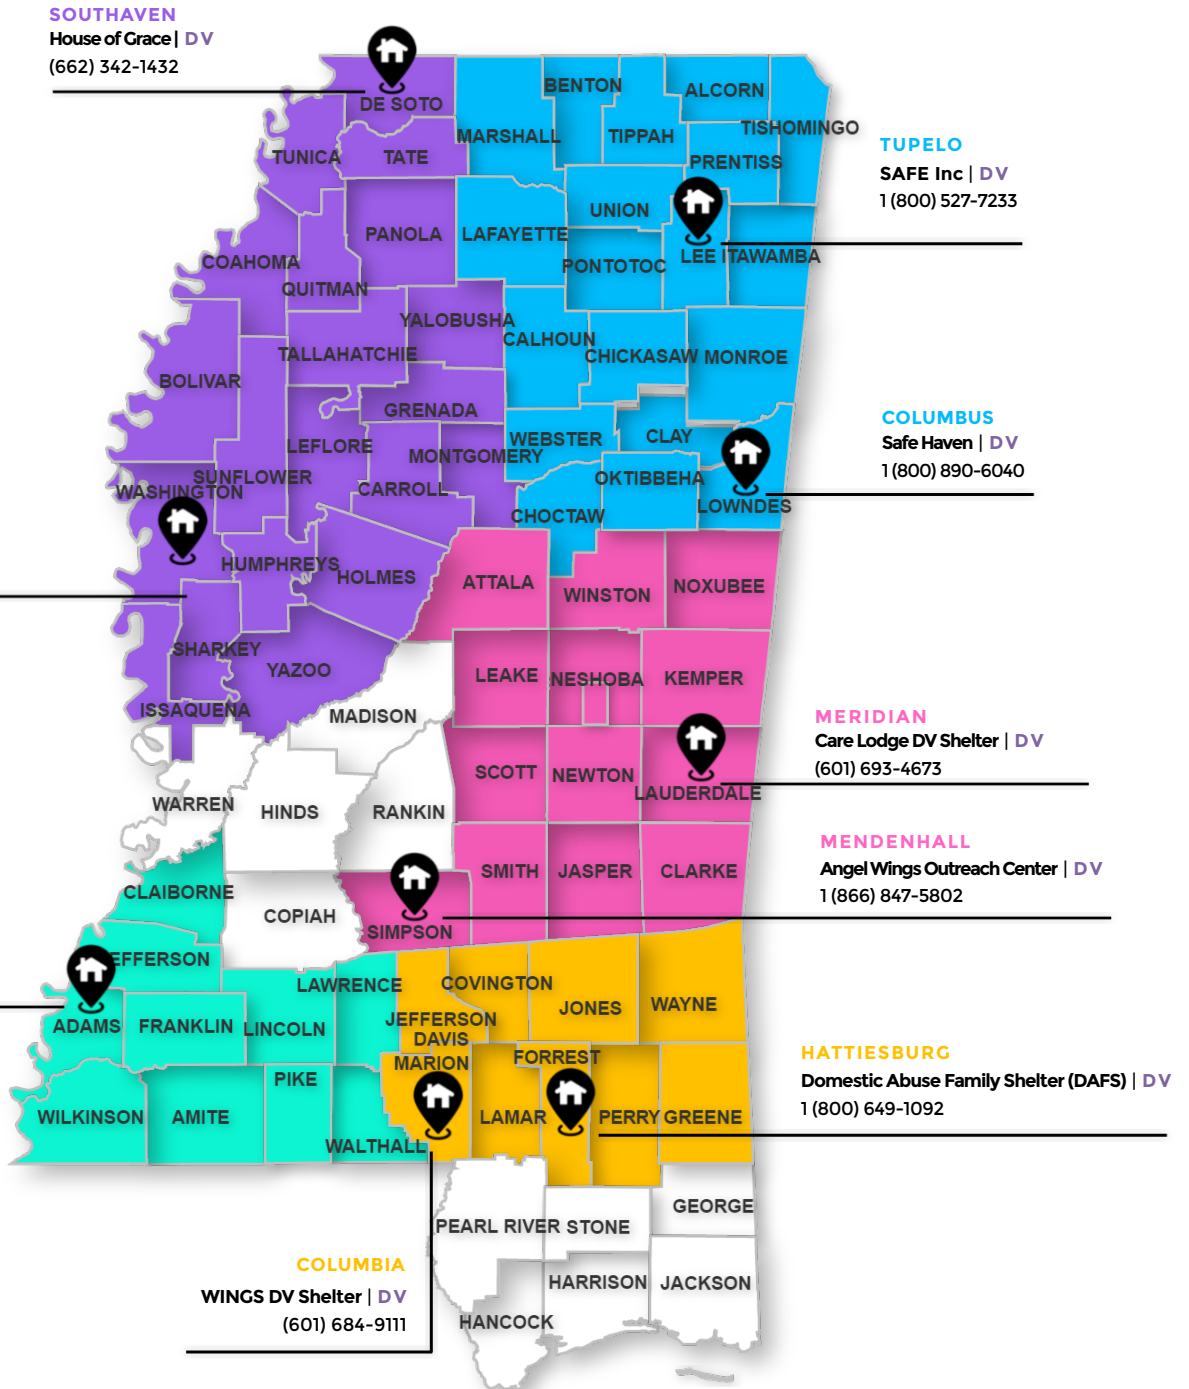 SOUTHAVEN
House of Grace | DV
(662) 342-1432
DE SOTO
BENTON
ALCORN
MARSHALL
TIPPAH
TISHOMINGO
TUNICA
TATE
PRENTISS
TUPELO
SAFE Inc | DV
1 (800) 527-7233
PANOLA
LAFAYETTE
UNION
COAHOMA
QUITMAN
PONTOTOC
LEE
ITAWAMBA
YALOBUSHA
CALHOUN
TALLAHATCHIE
CHICKASAW
MONROE
BOLIVAR
GRENADA
COLUMBUS
Safe Haven | DV
1 (800) 890-6040
LEFLORE
MONTGOMERY
WEBSTER
CLAY
SUNFLOWER
WASHINGTON
CARROLL
OKTIBBEHA
LOWNDES
CHOCTAW
HUMPHREYS
HOLMES
ATTALA
WINSTON
NOXUBEE
SHARKEY
YAZOO
LEAKE
NESHOBA
KEMPER
ISSAQUENA
MADISON
MERIDIAN
Care Lodge DV Shelter | DV
(601) 693-4673
SCOTT
NEWTON
LAUDERDALE
WARREN
HINDS
RANKIN
MENDENHALL
Angel Wings Outreach Center | DV
1 (866) 847-5802
SMITH
JASPER
CLARKE
CLAIBORNE
COPIAH
SIMPSON
EFFERSON
LAWRENCE
COVINGTON
JONES
WAYNE
ADAMS
FRANKLIN
LINCOLN
JEFFERSON
DAVIS
MARION
FORREST
HATTIESBURG
Domestic Abuse Family Shelter (DAFS) | DV
1 (800) 649-1092
PIKE
WILKINSON
AMITE
WALTHALL
LAMAR
PERRY
GREENE
GEORGE
PEARL RIVER
STONE
COLUMBIA
WINGS DV Shelter | DV
(601) 684-9111
HARRISON
JACKSON
HANCOCK